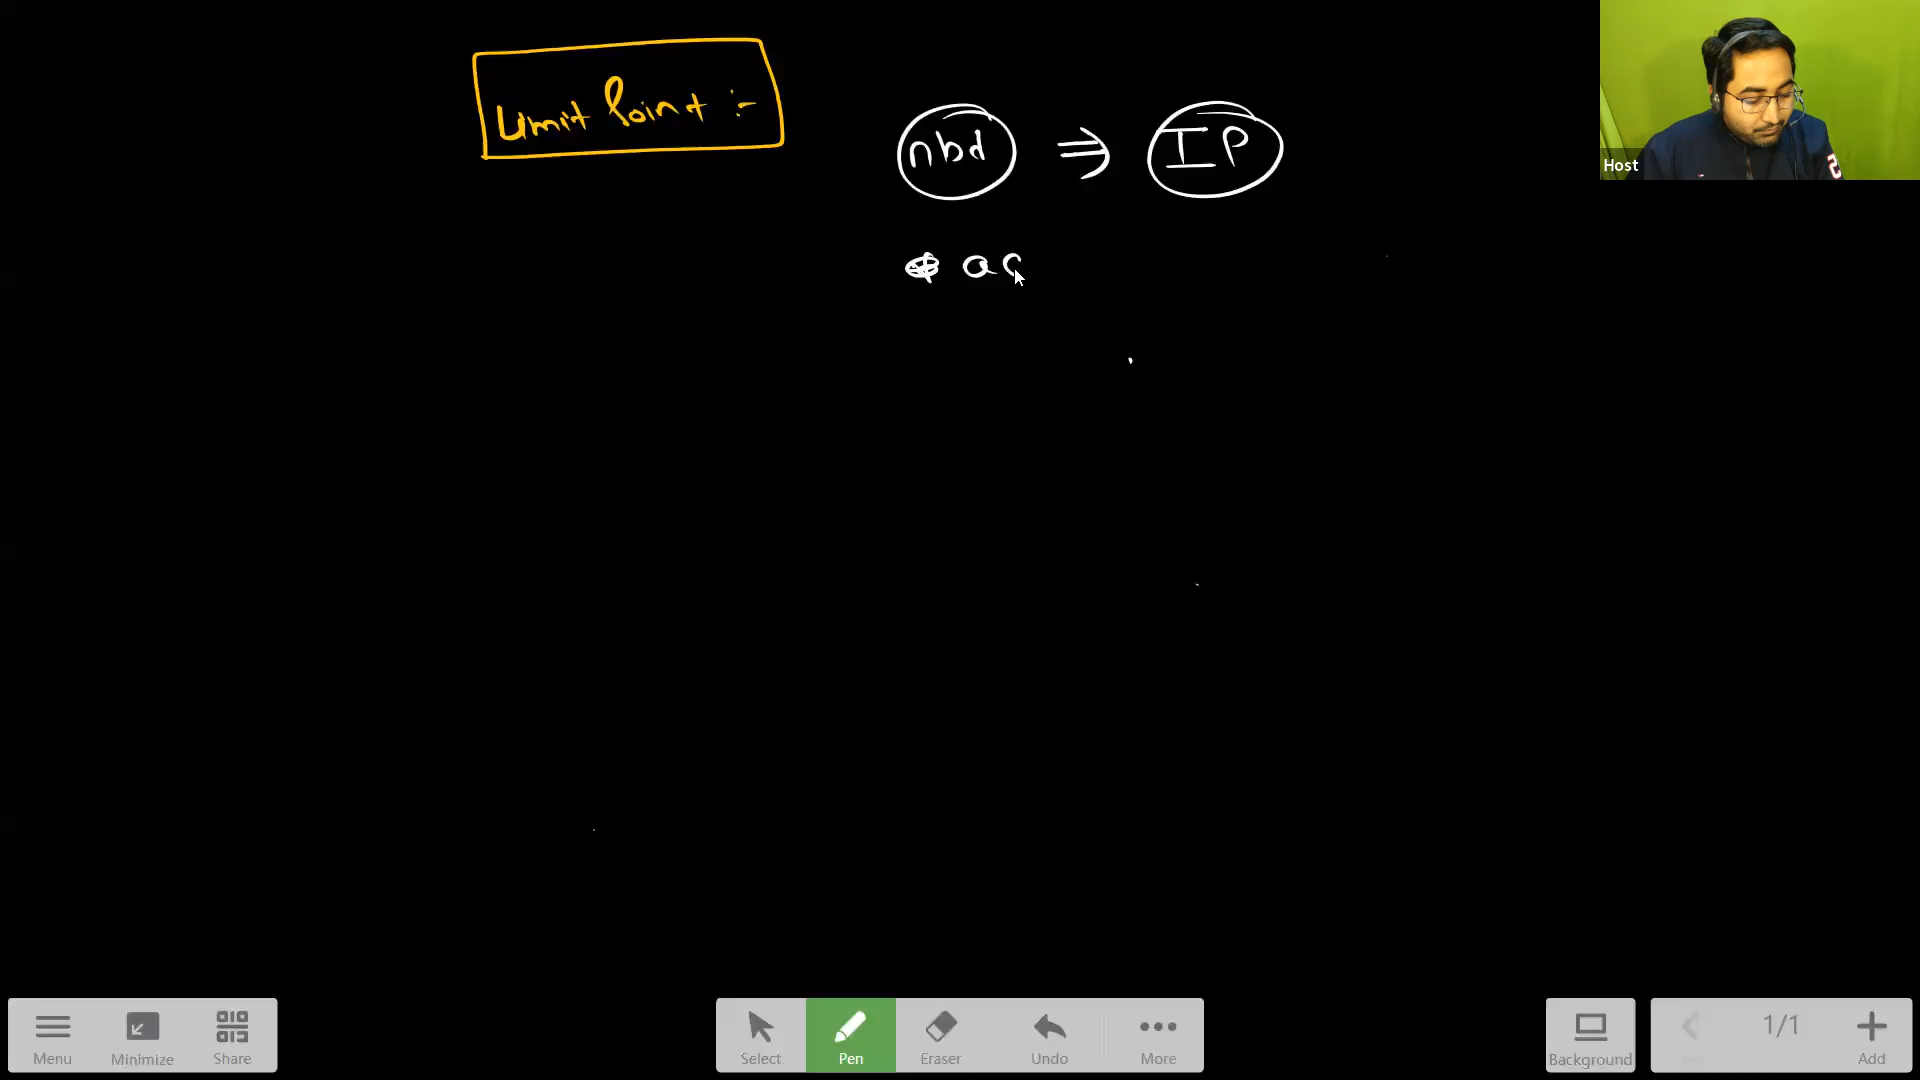 Limit Point :-
nbd ⇒ IP
Host
Menu
Minimize
Share
Select
Pen
Eraser
Undo
More
Background
1/1
Add